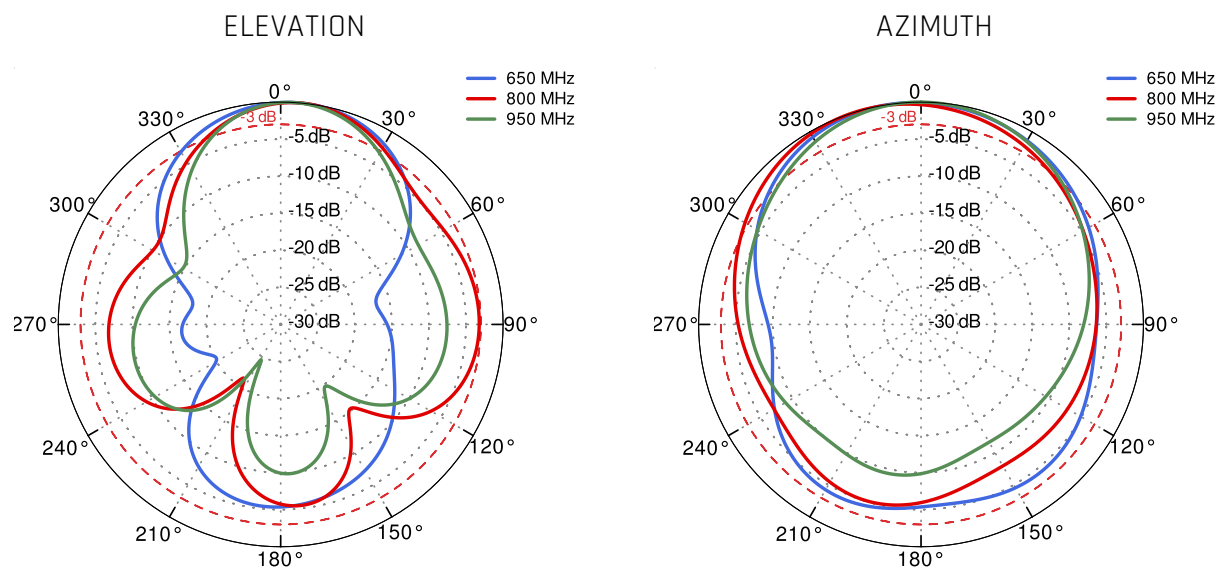 ELEVATION
650 MHz
800 MHz
950 MHz
0°
330°
-3 dB
30°
-5 dB
-10 dB
300°
60°
-15 dB
-20 dB
-25 dB
270°
-30 dB
90°
240°
120°
210°
150°
180°
AZIMUTH
650 MHz
800 MHz
950 MHz
0°
330°
-3 dB
30°
-5 dB
-10 dB
300°
60°
-15 dB
-20 dB
-25 dB
270°
-30 dB
90°
240°
120°
210°
150°
180°